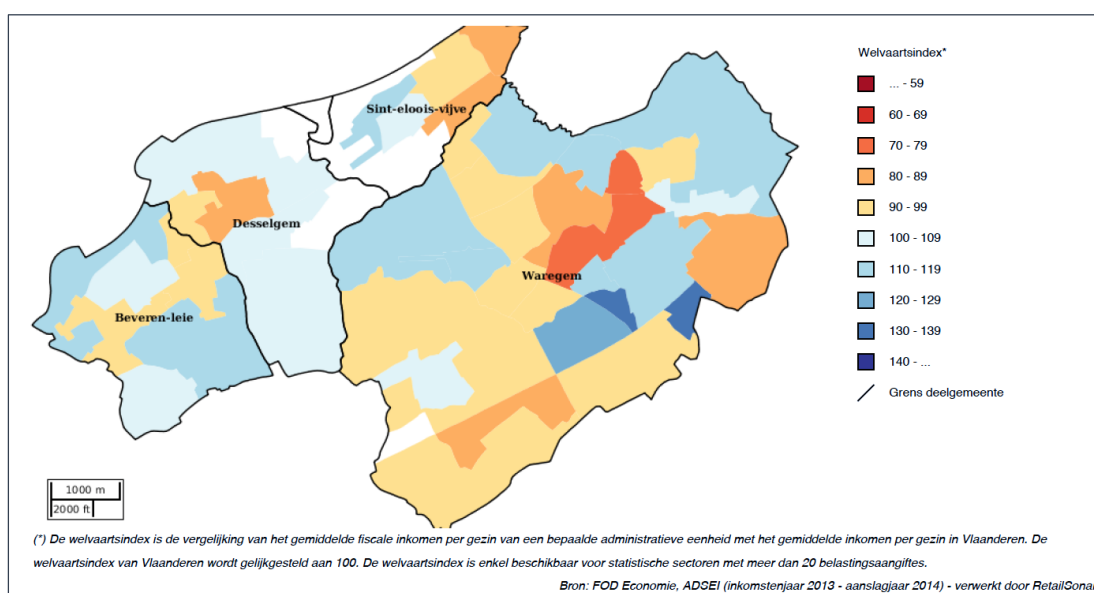 Welvaartsindex*
... - 59
60 - 69
70 - 79
80 - 89
90 - 99
100 - 109
110 - 119
120 - 129
130 - 139
140 - ...
Grens deelgemeente
Sint-eloois-vijve
Desselgem
Waregem
Beveren-leie
1000 m
2000 ft
(*) De welvaartsindex is de vergelijking van het gemiddelde fiscale inkomen per gezin van een bepaalde administratieve eenheid met het gemiddelde inkomen per gezin in Vlaanderen. De
welvaartsindex van Vlaanderen wordt gelijkgesteld aan 100. De welvaartsindex is enkel beschikbaar voor statistische sectoren met meer dan 20 belastingsaangiftes.
Bron: FOD Economie, ADSEI (inkomstenjaar 2013 - aanslagjaar 2014) - verwerkt door RetailSonar